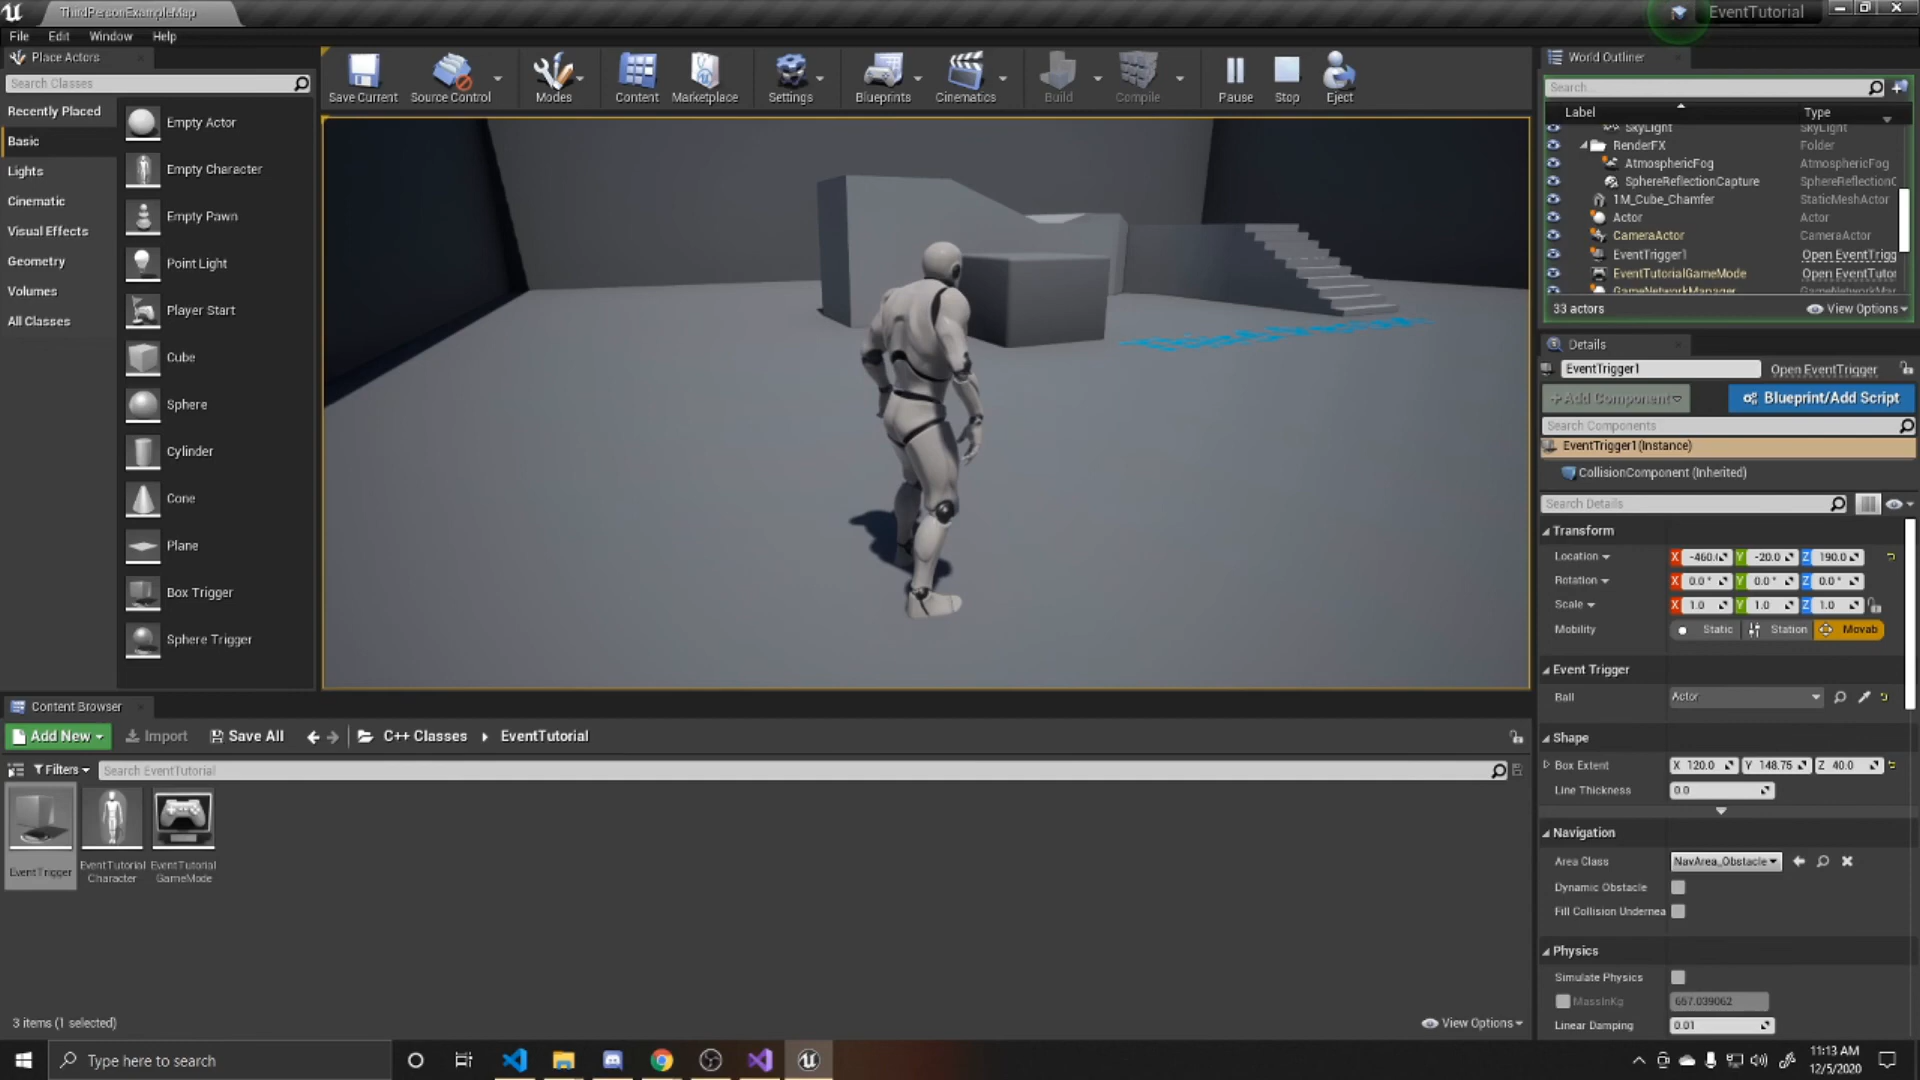 ThirdPersonExampleMap
EventTutorial
File Edit Window Help
Place Actors
Search Classes
Recently Placed
Basic
Lights
Cinematic
Visual Effects
Geometry
Volumes
All Classes
Empty Actor
Empty Character
Empty Pawn
Point Light
Player Start
Cube
Sphere
Cylinder
Cone
Plane
Box Trigger
Sphere Trigger
Save Current Source Control Modes Content Marketplace Settings Blueprints Cinematics Build Compile Pause Stop Eject
World Outliner
Search...
Label Type
SkyLight SkyLight
RenderFX Folder
AtmosphericFog AtmosphericFog
SphereReflectionCapture SphereReflectionC
1M_Cube_Chamfer StaticMeshActor
Actor Actor
CameraActor CameraActor
EventTrigger1 Open EventTrigg
EventTutorialGameMode Open EventTutor
GameNetworkManager GameNetworkMan
33 actors View Options
Details
EventTrigger1 Open EventTrigger
+Add Component Blueprint/Add Script
Search Components
EventTrigger1(Instance)
CollisionComponent (Inherited)
Search Details
Transform
Location X -460.( Y -20.0 Z 190.0
Rotation X 0.0 ° Y 0.0 ° Z 0.0 °
Scale X 1.0 Y 1.0 Z 1.0
Mobility Static Station Movab
Event Trigger
Ball Actor
Shape
Box Extent X 120.0 Y 148.75 Z 40.0
Line Thickness 0.0
Navigation
Area Class NavArea_Obstacle
Dynamic Obstacle
Fill Collision Undernea
Physics
Simulate Physics
MassInKg 657.039062
Linear Damping 0.01
Content Browser
Add New Import Save All C++ Classes EventTutorial
Filters Search EventTutorial
EventTrigger
EventTutorial
Character
EventTutorial
GameMode
3 items (1 selected)
View Options
Type here to search
11:13 AM
12/5/2020